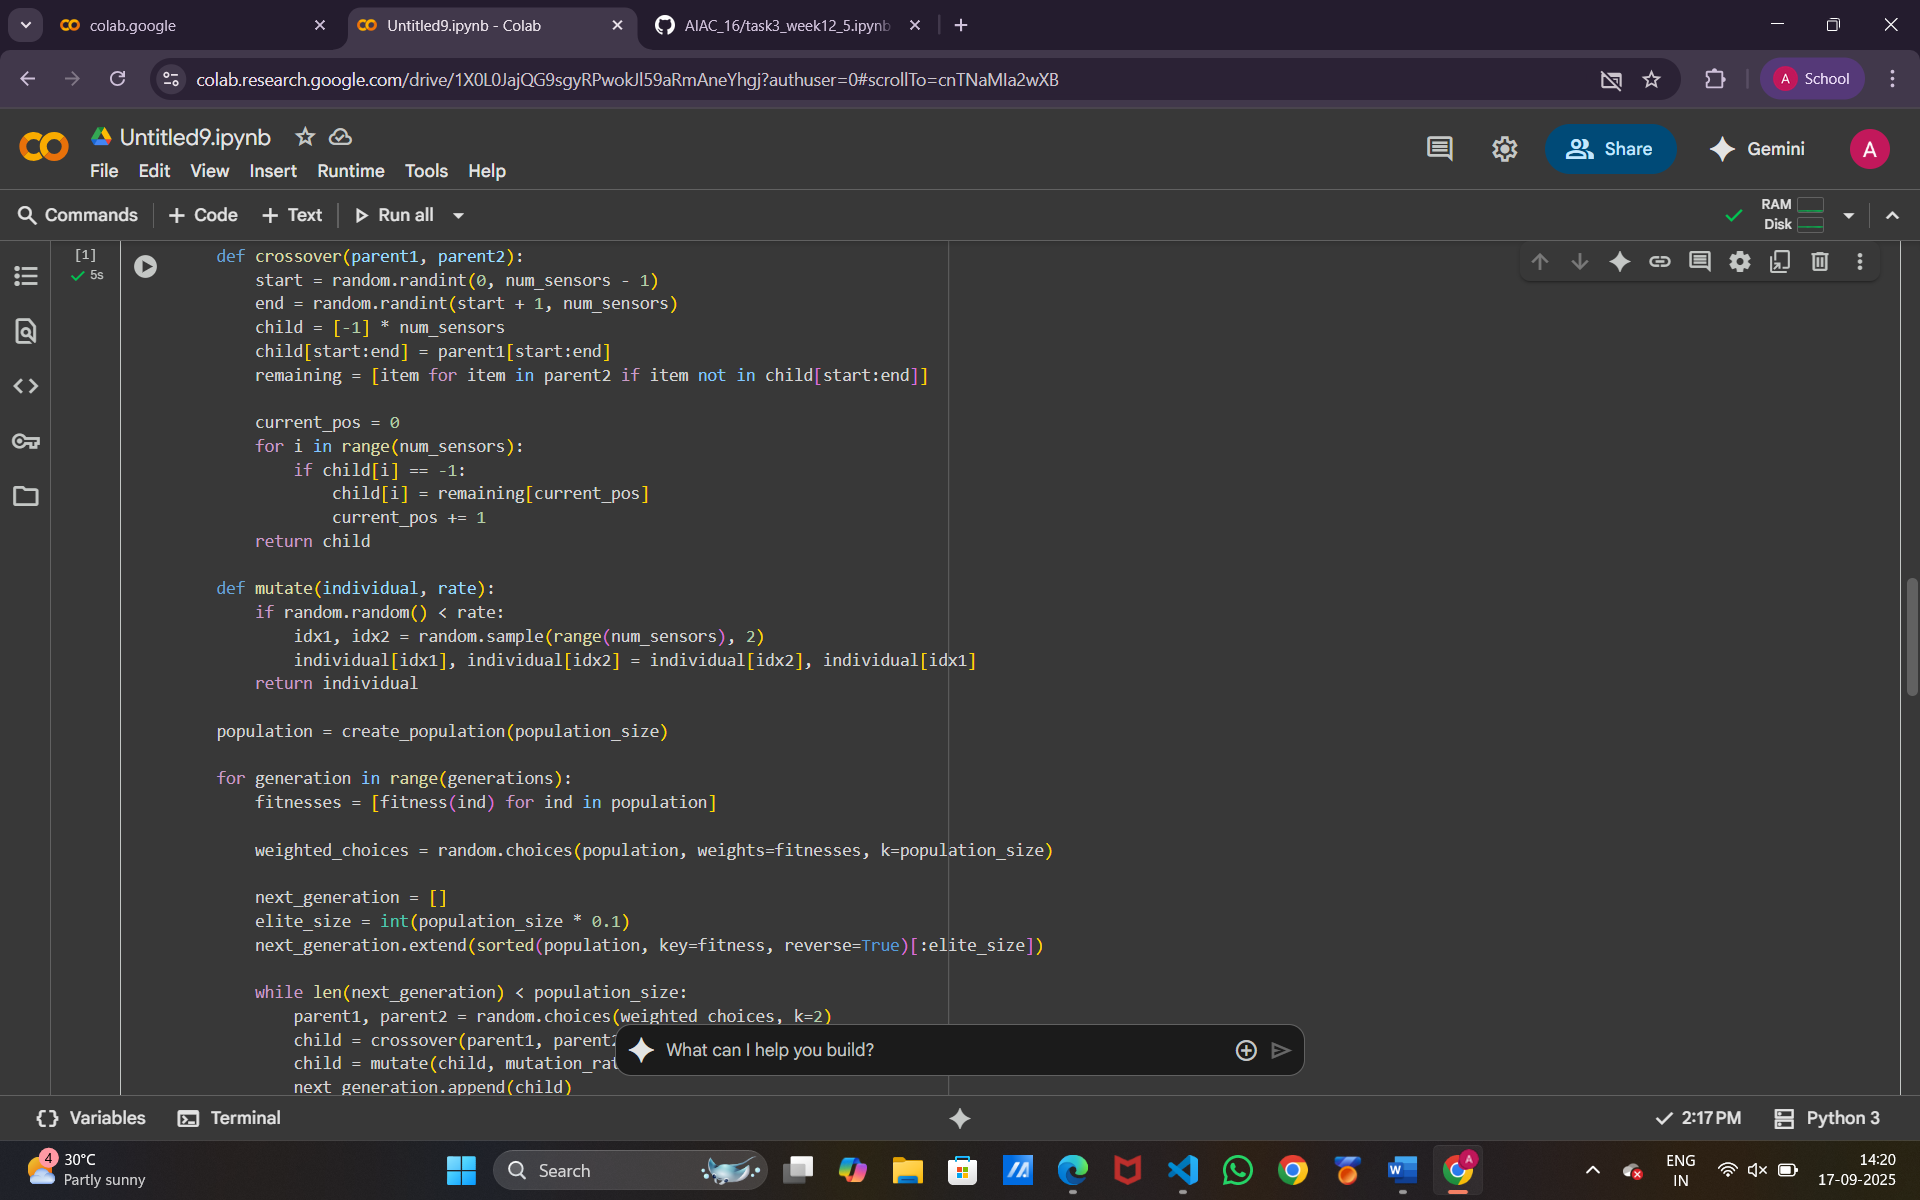 colab.google
Untitled9.ipynb - Colab
AIAC_16/task3_week12_5.ipynb
colab.research.google.com/drive/1X0L0JajQG9sgyRPwokJl59aRmAneYhgj?authuser=0#scrollTo=cnTNaMIa2wXB
A School
Untitled9.ipynb
File Edit View Insert Runtime Tools Help
Share
Gemini
A
Commands + Code + Text Run all
RAM
Disk
[1]
5s
def crossover(parent1, parent2):
    start = random.randint(0, num_sensors - 1)
    end = random.randint(start + 1, num_sensors)
    child = [-1] * num_sensors
    child[start:end] = parent1[start:end]
    remaining = [item for item in parent2 if item not in child[start:end]]
    current_pos = 0
    for i in range(num_sensors):
        if child[i] == -1:
            child[i] = remaining[current_pos]
            current_pos += 1
    return child
def mutate(individual, rate):
    if random.random() < rate:
        idx1, idx2 = random.sample(range(num_sensors), 2)
        individual[idx1], individual[idx2] = individual[idx2], individual[idx1]
    return individual
population = create_population(population_size)
for generation in range(generations):
    fitnesses = [fitness(ind) for ind in population]
    weighted_choices = random.choices(population, weights=fitnesses, k=population_size)
    next_generation = []
    elite_size = int(population_size * 0.1)
    next_generation.extend(sorted(population, key=fitness, reverse=True)[:elite_size])
    while len(next_generation) < population_size:
        parent1, parent2 = random.choices(weighted_choices, k=2)
        child = crossover(parent1, parent2
        child = mutate(child, mutation_rat
        next_generation.append(child)
What can I help you build?
Variables
Terminal
2:17 PM
Python 3
4
30°C
Partly sunny
Search
A
ENG
IN
14:20
17-09-2025